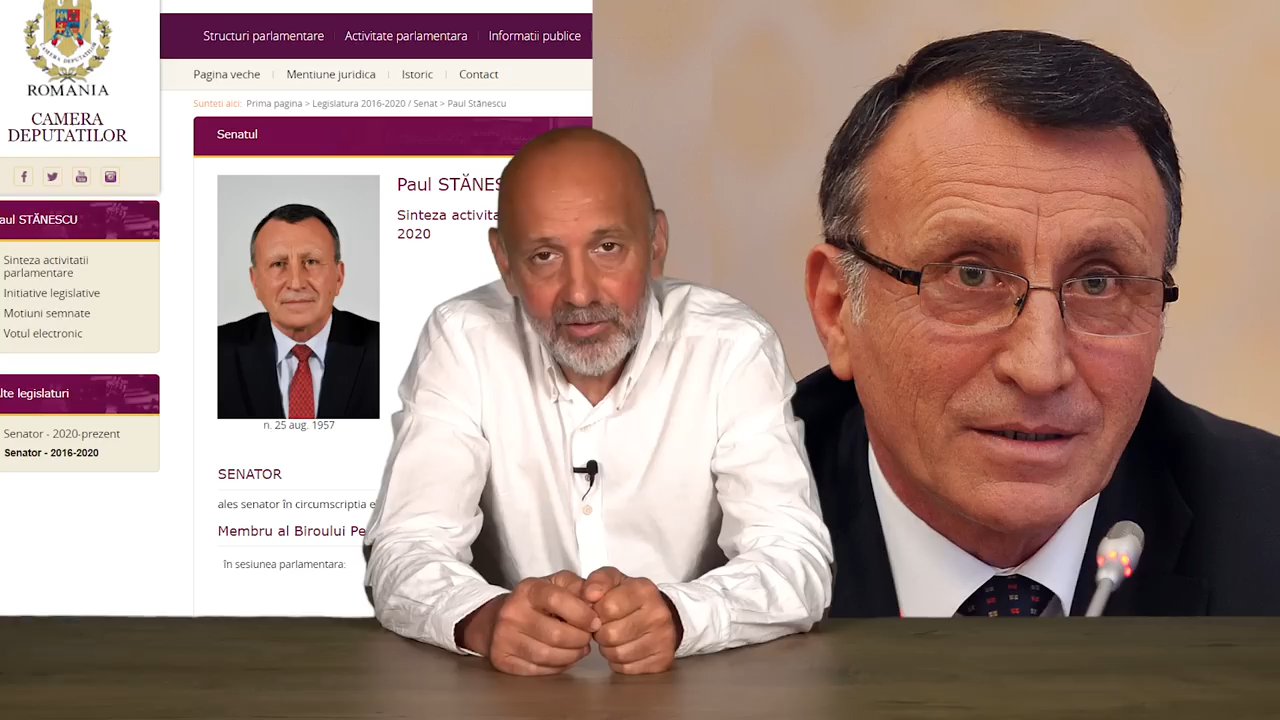 ROMANIA
CAMERA
DEPUTATILOR
Structuri parlamentare
Activitate parlamentara
Informatii publice
Pagina veche
Mentiune juridica
Istoric
Contact
Sunteti aici: Prima pagina > Legislatura 2016-2020 / Senat > Paul Stănescu
Senatul
aul STĂNESCU
Sinteza activitatii
parlamentare
Initiative legislative
Motiuni semnate
Votul electronic
lte legislaturi
Senator - 2020-prezent
Senator - 2016-2020
Paul STĂNES
Sinteza activita
2020
n. 25 aug. 1957
SENATOR
ales senator în circumscriptia e
Membru al Biroului Pe
în sesiunea parlamentara: